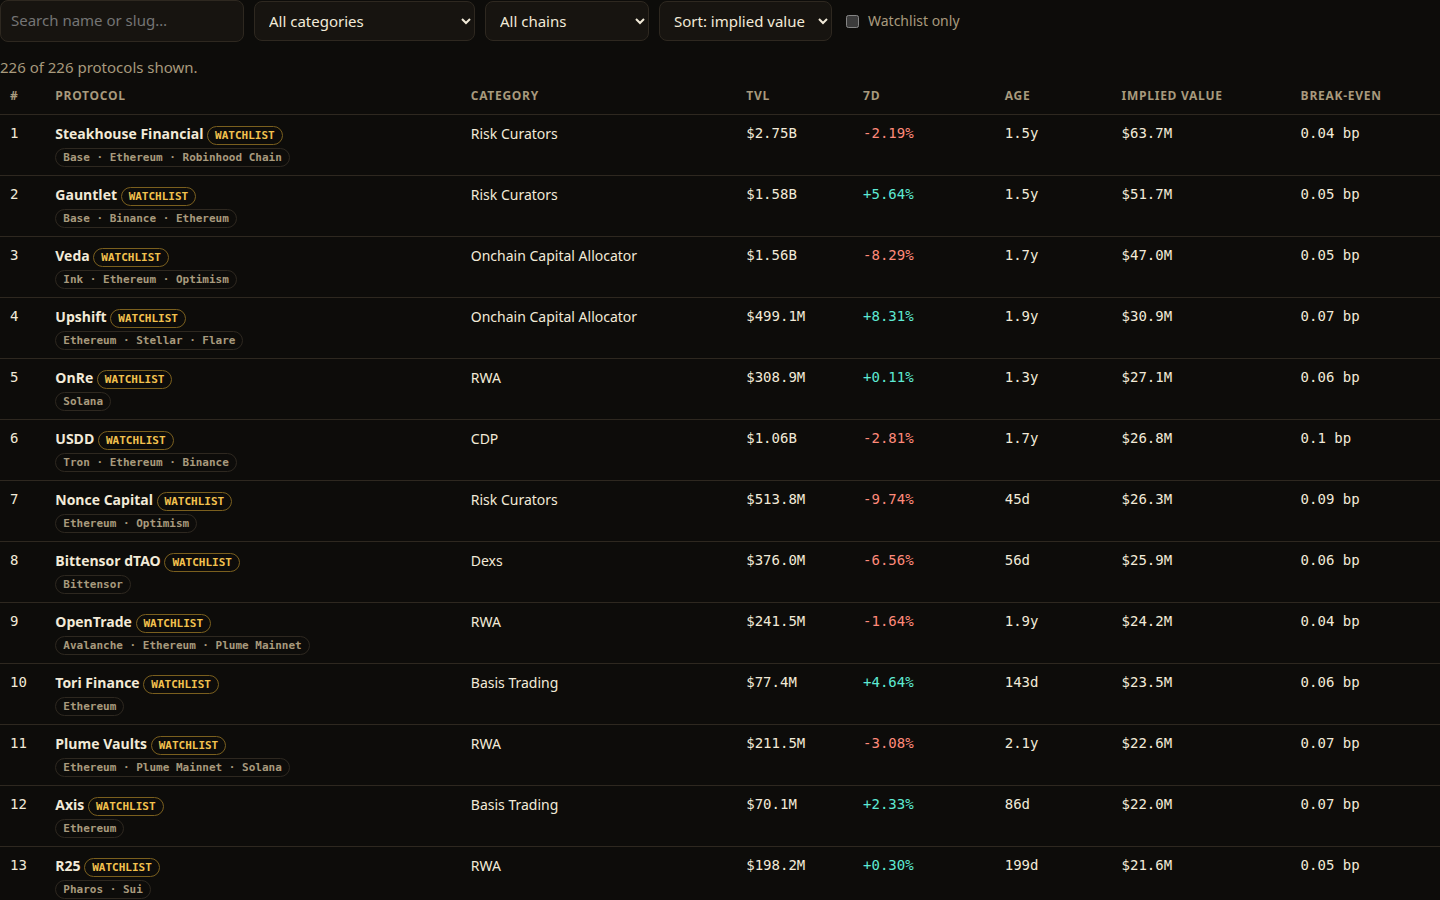 Search name or slug... All categories All chains Sort: implied value Watchlist only
226 of 226 protocols shown.
# PROTOCOL CATEGORY TVL 7D AGE IMPLIED VALUE BREAK-EVEN
1 Steakhouse Financial WATCHLIST Risk Curators $2.75B -2.19% 1.5y $63.7M 0.04 bp
Base · Ethereum · Robinhood Chain
2 Gauntlet WATCHLIST Risk Curators $1.58B +5.64% 1.5y $51.7M 0.05 bp
Base · Binance · Ethereum
3 Veda WATCHLIST Onchain Capital Allocator $1.56B -8.29% 1.7y $47.0M 0.05 bp
Ink · Ethereum · Optimism
4 Upshift WATCHLIST Onchain Capital Allocator $499.1M +8.31% 1.9y $30.9M 0.07 bp
Ethereum · Stellar · Flare
5 OnRe WATCHLIST RWA $308.9M +0.11% 1.3y $27.1M 0.06 bp
Solana
6 USDD WATCHLIST CDP $1.06B -2.81% 1.7y $26.8M 0.1 bp
Tron · Ethereum · Binance
7 Nonce Capital WATCHLIST Risk Curators $513.8M -9.74% 45d $26.3M 0.09 bp
Ethereum · Optimism
8 Bittensor dTAO WATCHLIST Dexs $376.0M -6.56% 56d $25.9M 0.06 bp
Bittensor
9 OpenTrade WATCHLIST RWA $241.5M -1.64% 1.9y $24.2M 0.04 bp
Avalanche · Ethereum · Plume Mainnet
10 Tori Finance WATCHLIST Basis Trading $77.4M +4.64% 143d $23.5M 0.06 bp
Ethereum
11 Plume Vaults WATCHLIST RWA $211.5M -3.08% 2.1y $22.6M 0.07 bp
Ethereum · Plume Mainnet · Solana
12 Axis WATCHLIST Basis Trading $70.1M +2.33% 86d $22.0M 0.07 bp
Ethereum
13 R25 WATCHLIST RWA $198.2M +0.30% 199d $21.6M 0.05 bp
Pharos · Sui